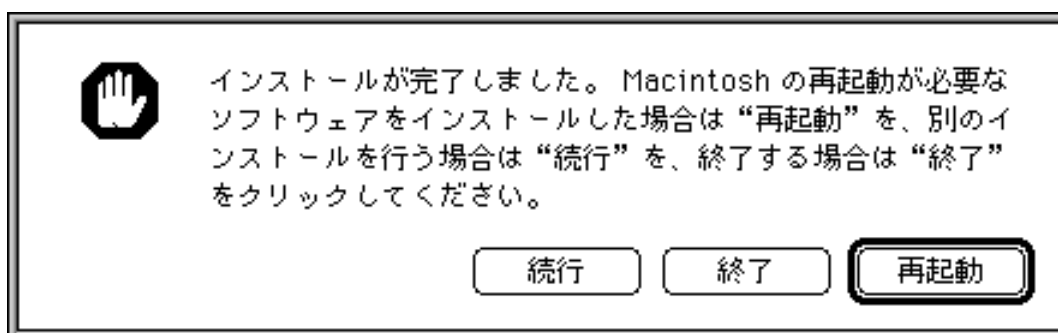 インストールが完了しました。 Macintosh の再起動が必要な
ソフトウェアをインストールした場合は“再起動”を、別のイ
ンストールを行う場合は“続行”を、終了する場合は“終了”
をクリックしてください。
続行 終了 再起動